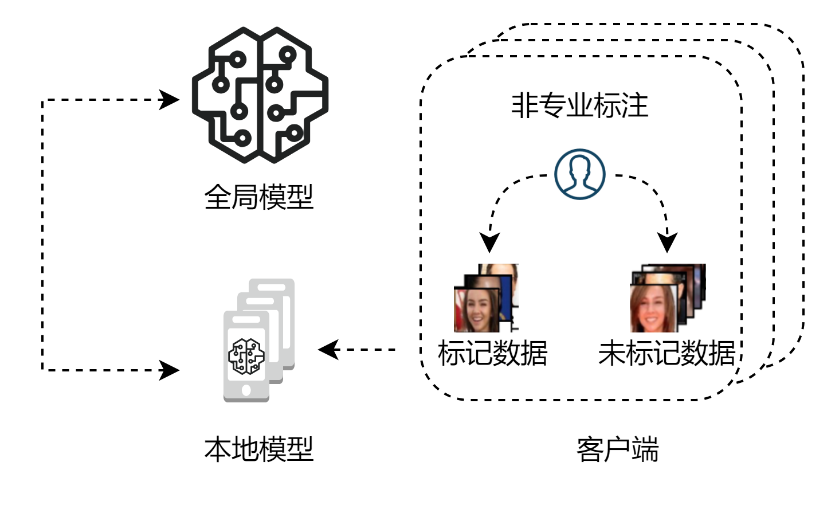 非专业标注
全局模型
标记数据
未标记数据
本地模型
客户端